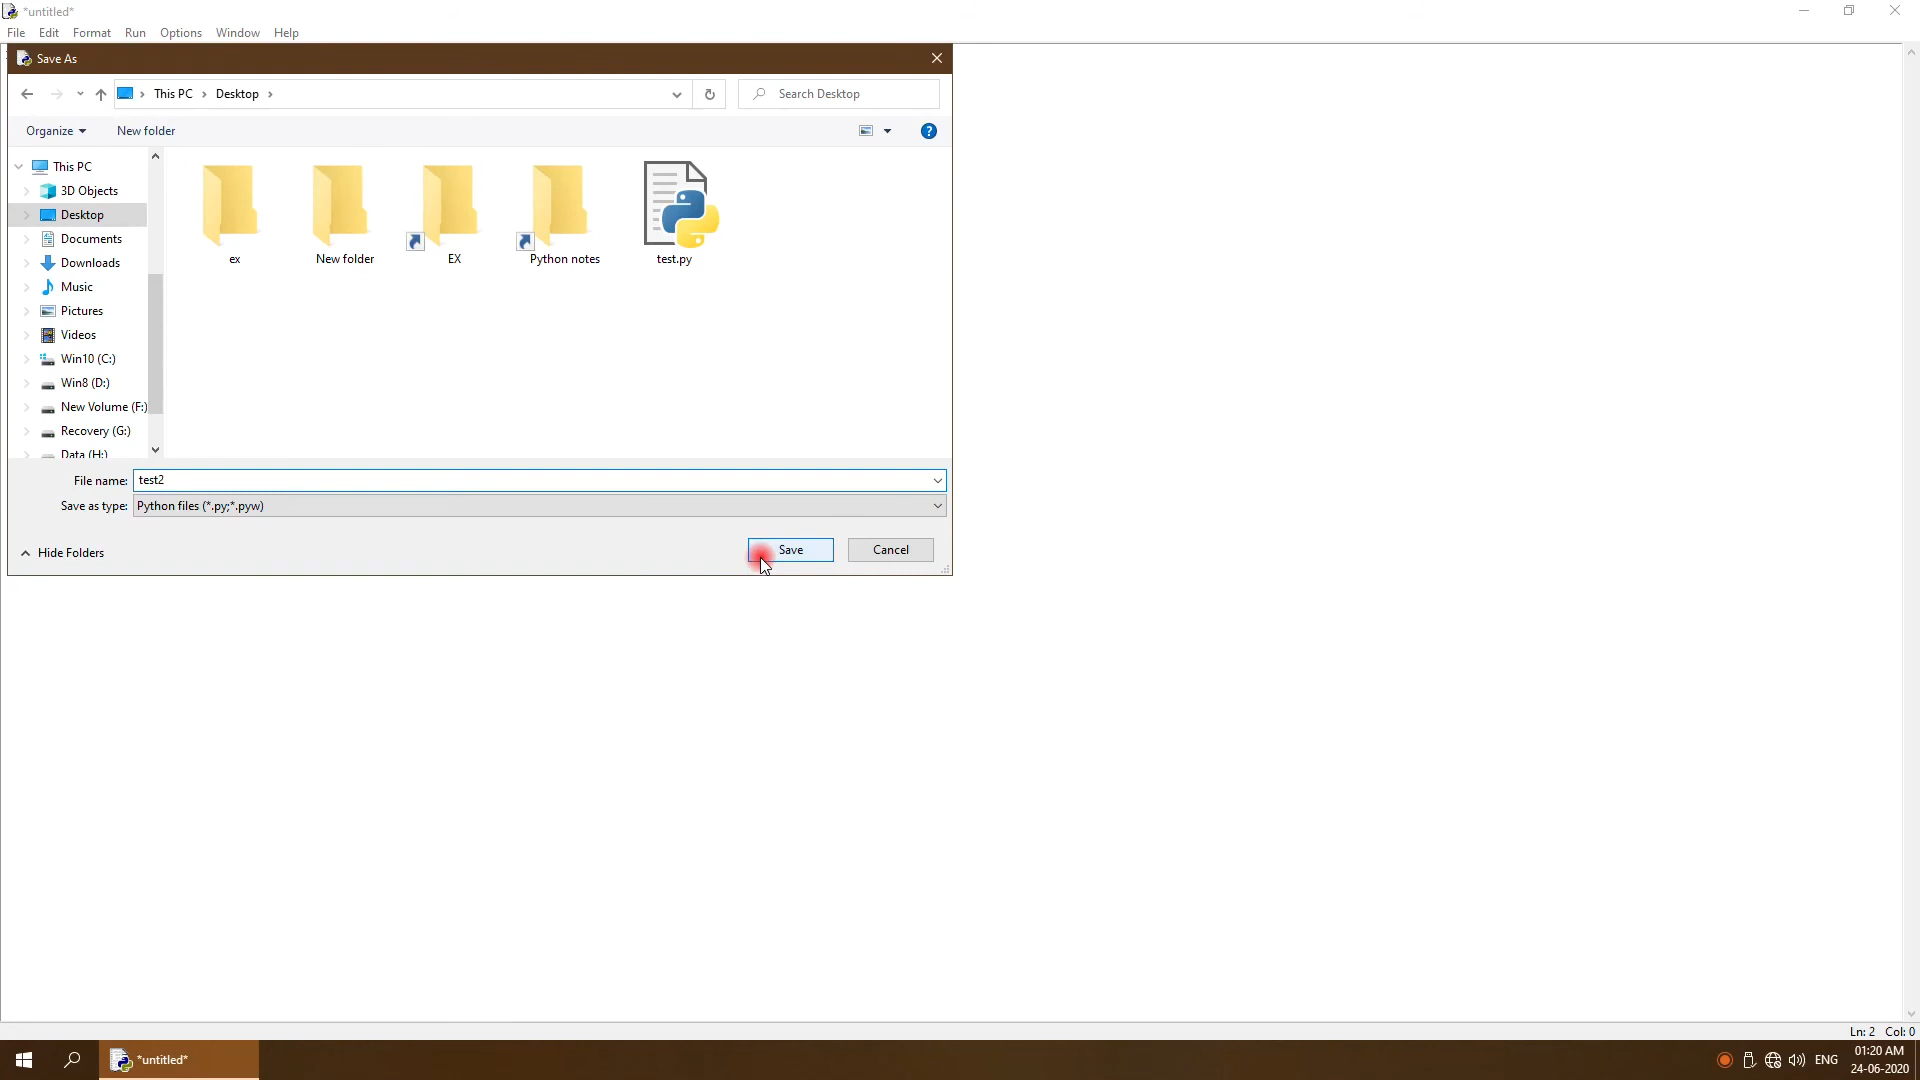 *untitled*
File Edit Format Run Options Window Help
Save As
This PC Desktop
Search Desktop
Organize New folder
?
This PC
3D Objects
Desktop
Documents
Downloads
Music
Pictures
Videos
Win10 (C:)
Win8 (D:)
New Volume (F:)
Recovery (G:)
Data (H:)
ex New folder EX Python notes test.py
File name: test2
Save as type: Python files (*.py;*.pyw)
Hide Folders
Save Cancel
Ln: 2 Col: 0
*untitled*
ENG
01:20 AM
24-06-2020